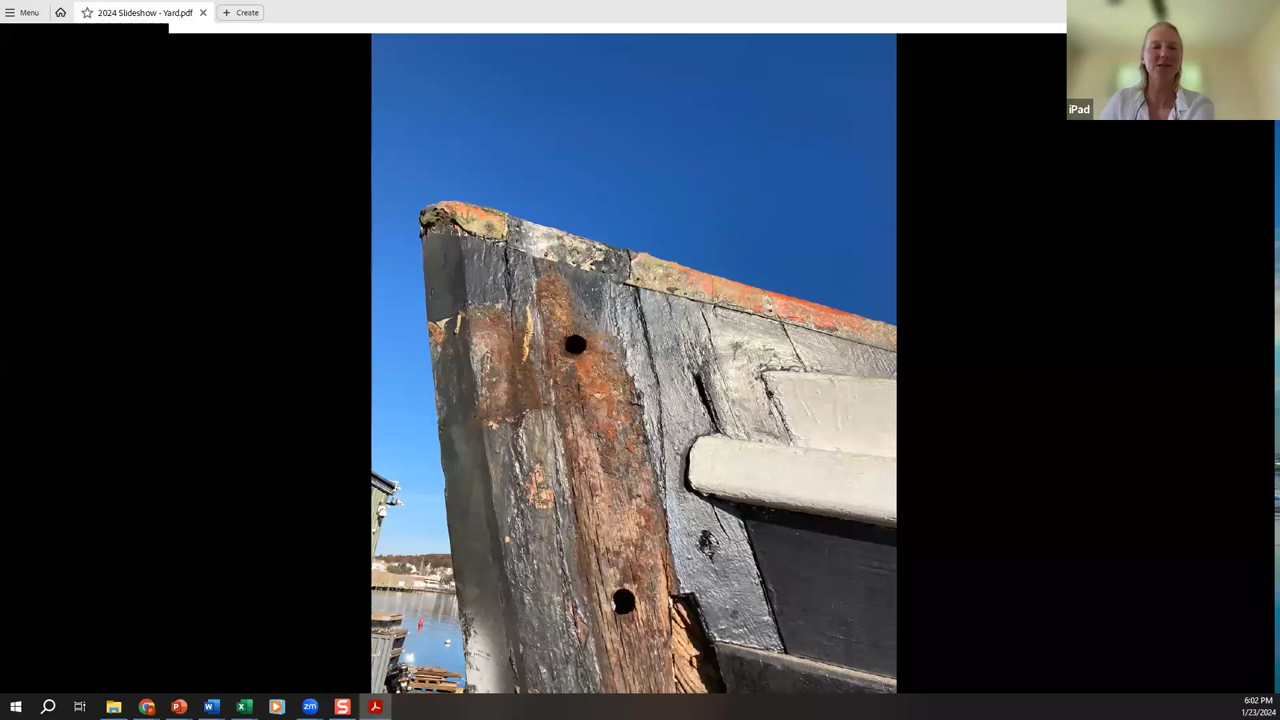 Menu
2024 Slideshow - Yard.pdf
Create
iPad
6:02 PM
1/23/2024